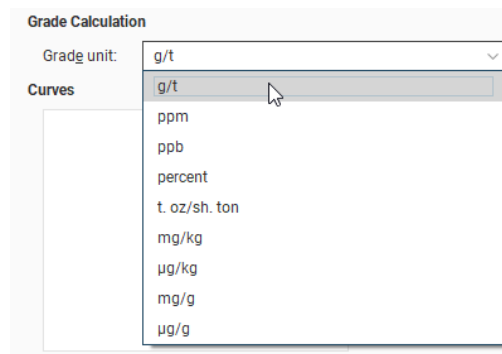 Grade Calculation
Grade unit: g/t
g/t
Curves
ppm
ppb
percent
t. oz/sh. ton
mg/kg
µg/kg
mg/g
µg/g